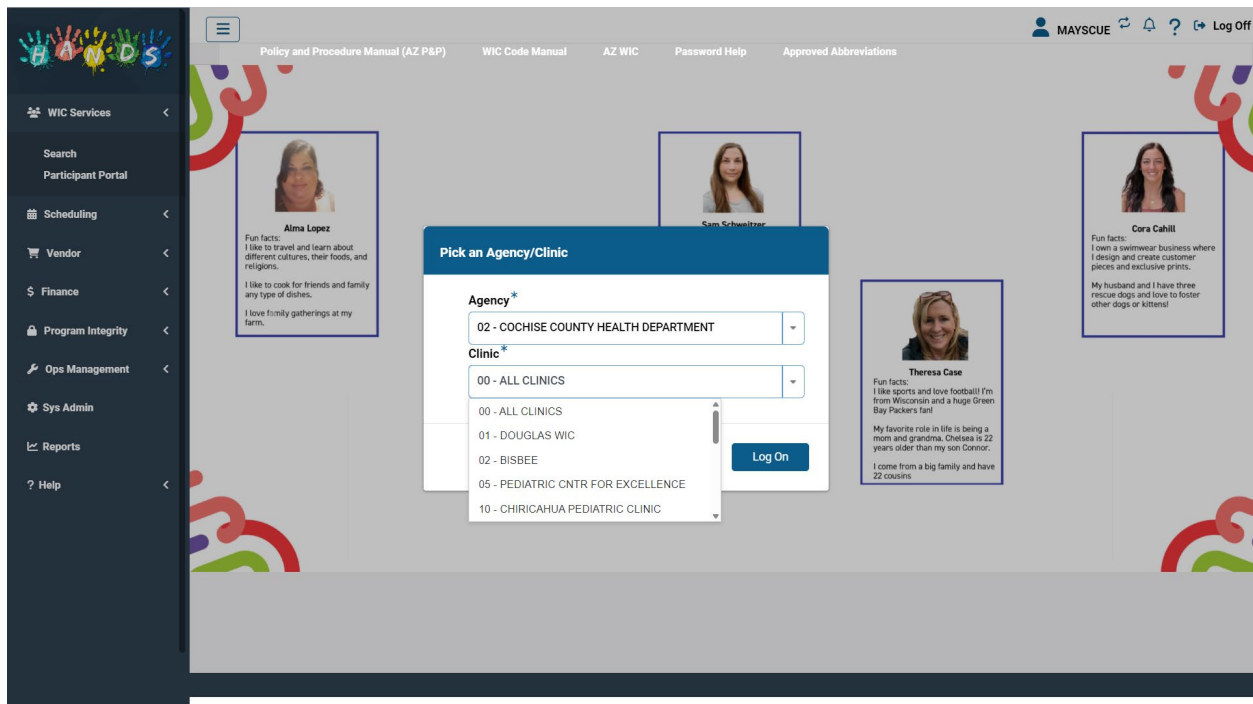 HANDS
MAYSCUE
Log Off
Policy and Procedure Manual (AZ P&P) WIC Code Manual AZ WIC Password Help Approved Abbreviations
WIC Services
Search
Participant Portal
Scheduling
Vendor
$ Finance
Program Integrity
Ops Management
Sys Admin
Reports
? Help
Alma Lopez
Fun facts:
I like to travel and learn about
different cultures, their foods, and
religions.
I like to cook for friends and family
any type of dishes.
I love family gatherings at my
farm.
Sam Schweitzer
Cora Cahill
Fun facts:
I own a swimwear business where
I design and create customer
pieces and exclusive prints.
My husband and I have three
rescue dogs and love to foster
other dogs or kittens!
Pick an Agency/Clinic
Agency*
02 - COCHISE COUNTY HEALTH DEPARTMENT
Clinic*
00 - ALL CLINICS
00 - ALL CLINICS
01 - DOUGLAS WIC
02 - BISBEE
05 - PEDIATRIC CNTR FOR EXCELLENCE
10 - CHIRICAHUA PEDIATRIC CLINIC
Log On
Theresa Case
Fun facts:
I like sports and love football! I'm
from Wisconsin and a huge Green
Bay Packers fan!
My favorite role in life is being a
mom and grandma. Chelsea is 22
years older than my son Connor.
I come from a big family and have
22 cousins